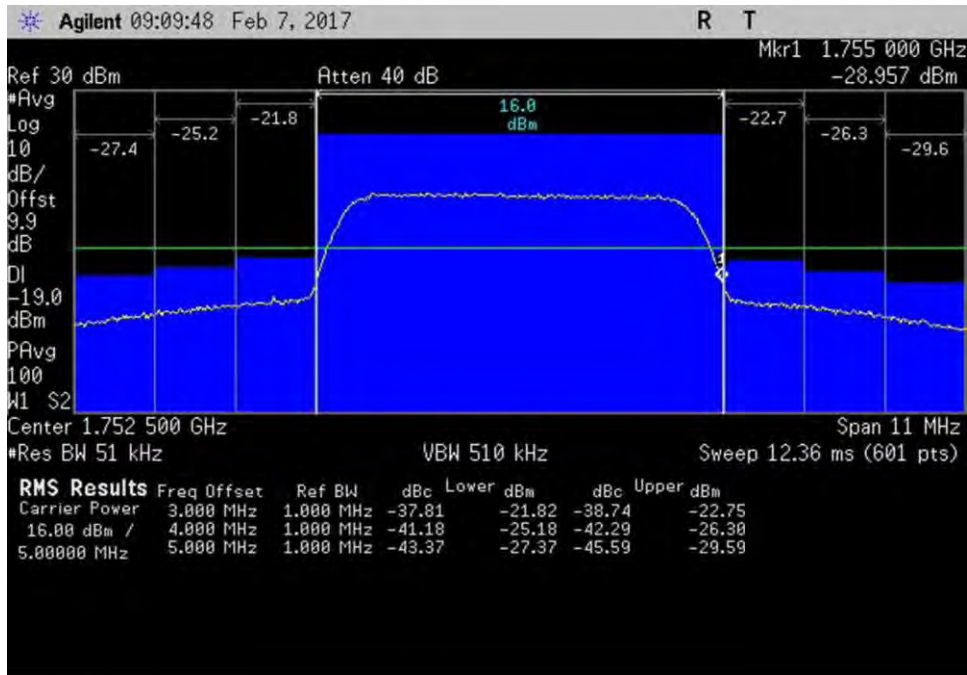 Agilent 09:09:48 Feb 7, 2017 R T
Mkr1 1.755 000 GHz
Ref 30 dBm Atten 40 dB -28.957 dBm
#Avg
Log
10
dB/
Offst
9.9
dB
DI
-19.0
dBm
PAvg
100
W1 S2
-27.4
-25.2
-21.8
16.0
dBm
-22.7
-26.3
-29.6
1
Center 1.752 500 GHz Span 11 MHz
#Res BW 51 kHz VBW 510 kHz Sweep 12.36 ms (601 pts)
RMS Results Freq Offset Ref BW dBc Lower dBm dBc Upper dBm
Carrier Power 3.000 MHz 1.000 MHz -37.81 -21.82 -38.74 -22.75
16.00 dBm / 4.000 MHz 1.000 MHz -41.18 -25.18 -42.29 -26.30
5.00000 MHz 5.000 MHz 1.000 MHz -43.37 -27.37 -45.59 -29.59